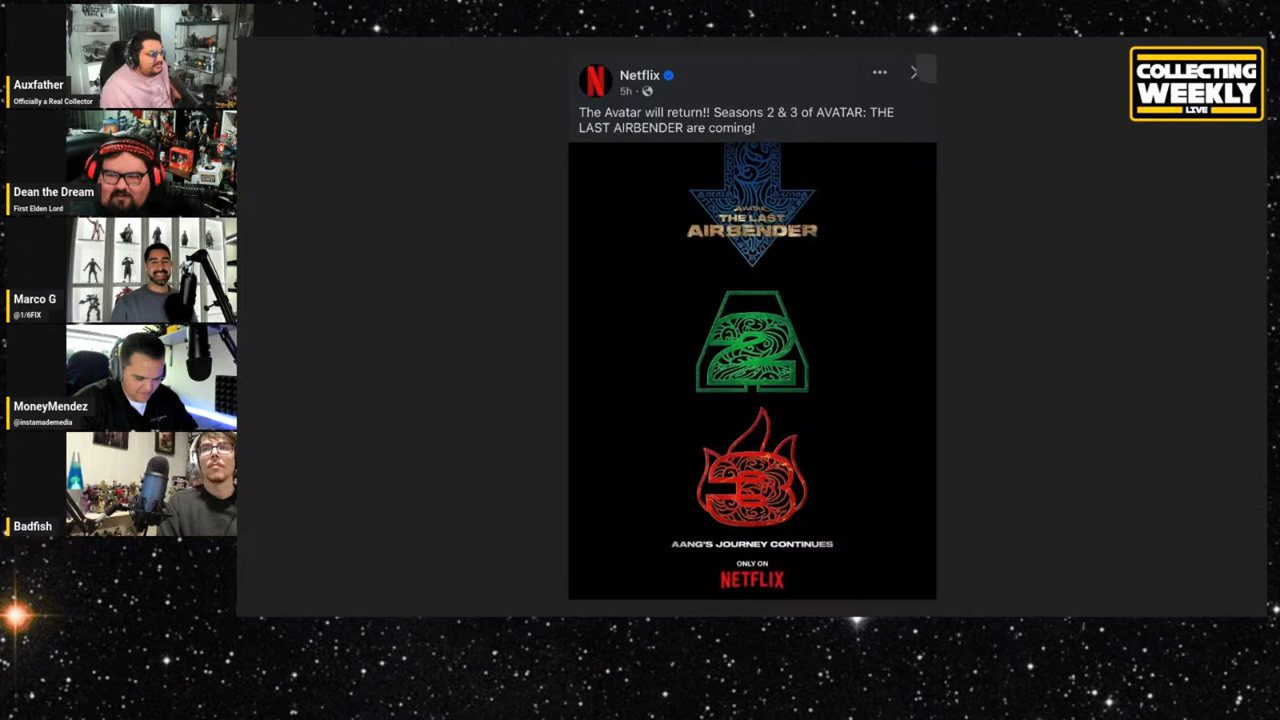 Auxfather
Officially a Real Collector
Dean the Dream
First Elden Lord
Marco G
@1/6FIX
MoneyMendez
@instamademedia
Badfish
Netflix
5h ·
The Avatar will return!! Seasons 2 & 3 of AVATAR: THE
LAST AIRBENDER are coming!
AVATAR
THE LAST
AIRBENDER
2
3
AANG'S JOURNEY CONTINUES
ONLY ON
NETFLIX
COLLECTING
WEEKLY
LIVE